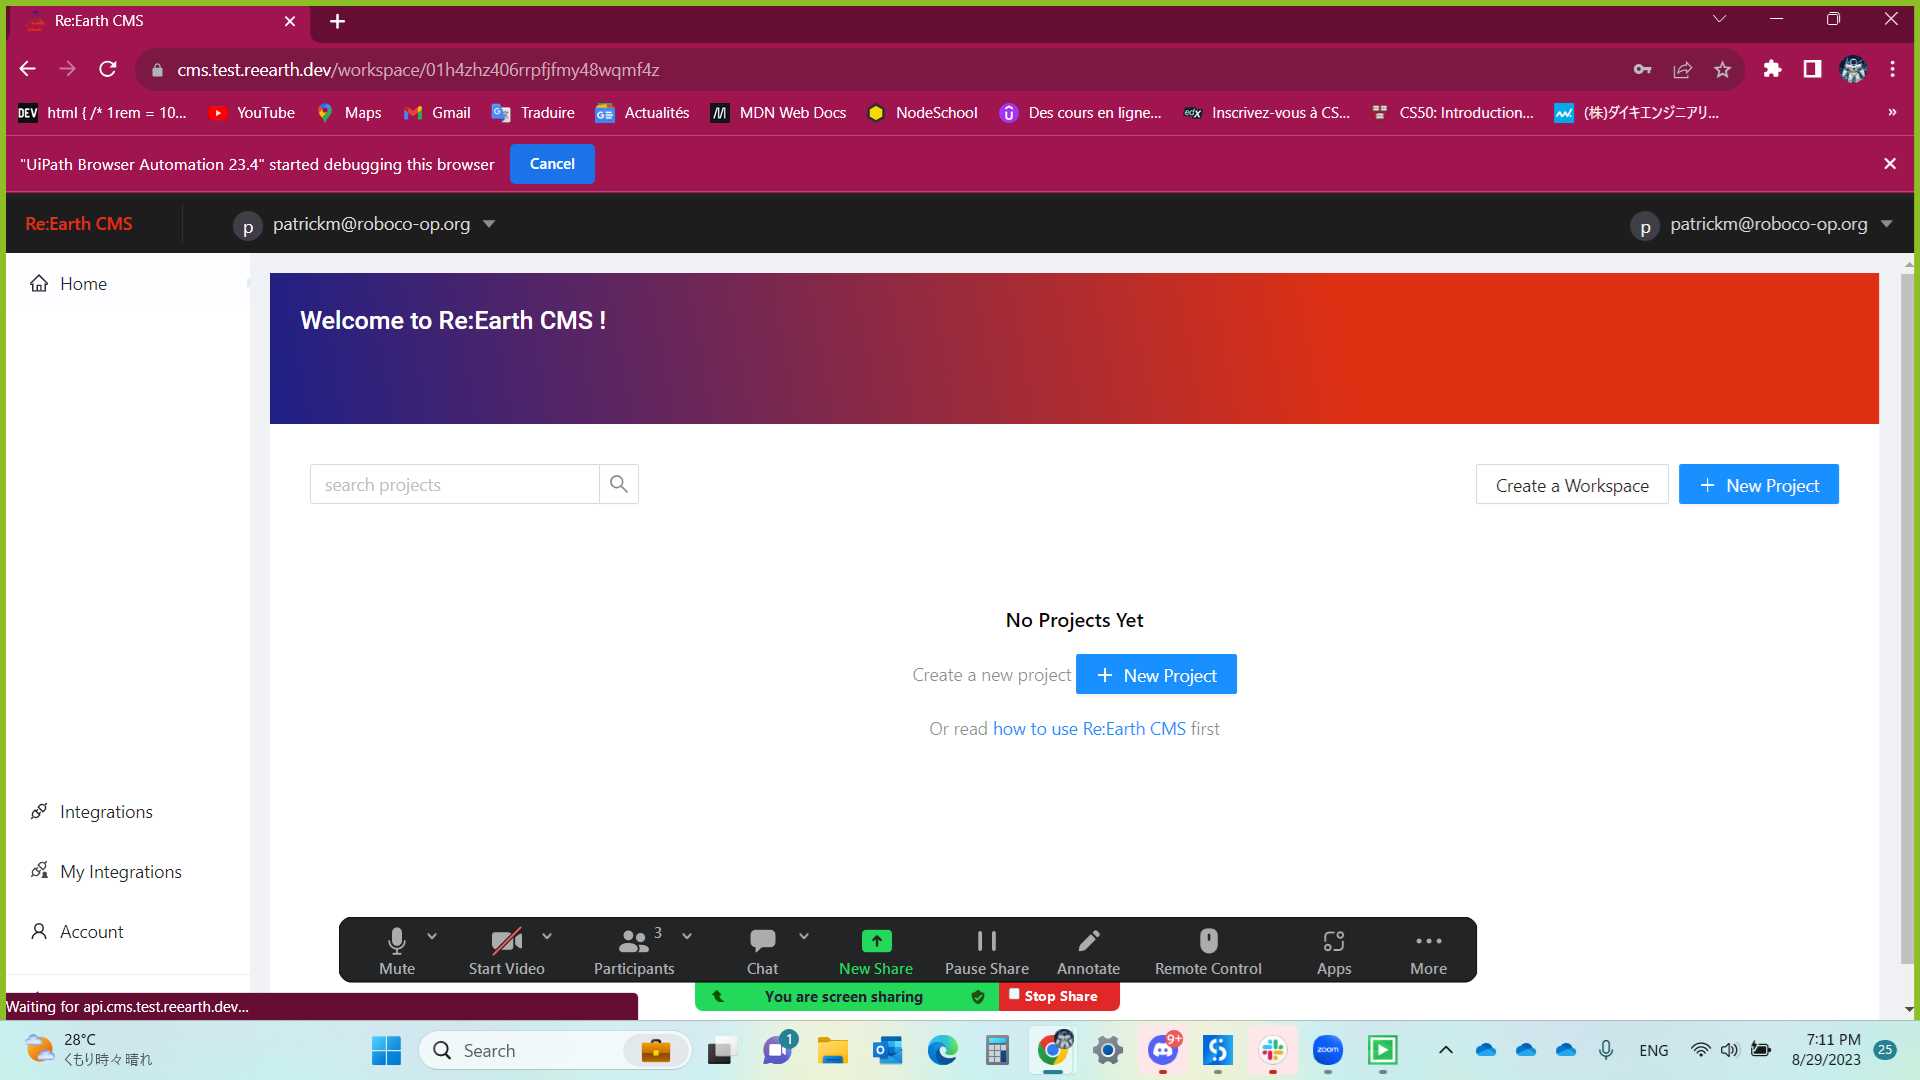 Re:Earth CMS
cms.test.reearth.dev/workspace/01h4zhz406rrpfjfmy48wqmf4z
DEV html { /* 1rem = 10... YouTube Maps Gmail Traduire Actualités MDN Web Docs NodeSchool Des cours en ligne... edX Inscrivez-vous à CS... CS50: Introduction... (株)ダイキエンジニアリ... »
"UiPath Browser Automation 23.4" started debugging this browser Cancel
Re:Earth CMS p patrickm@roboco-op.org p patrickm@roboco-op.org
Home
Welcome to Re:Earth CMS !
search projects Create a Workspace + New Project
No Projects Yet
Create a new project + New Project
Or read how to use Re:Earth CMS first
Integrations
My Integrations
Account
3
Mute Start Video Participants Chat New Share Pause Share Annotate Remote Control Apps More
You are screen sharing Stop Share
Waiting for api.cms.test.reearth.dev...
28°C
くもり時々晴れ
Search
1
9+
zoom
ENG
7:11 PM
8/29/2023
25